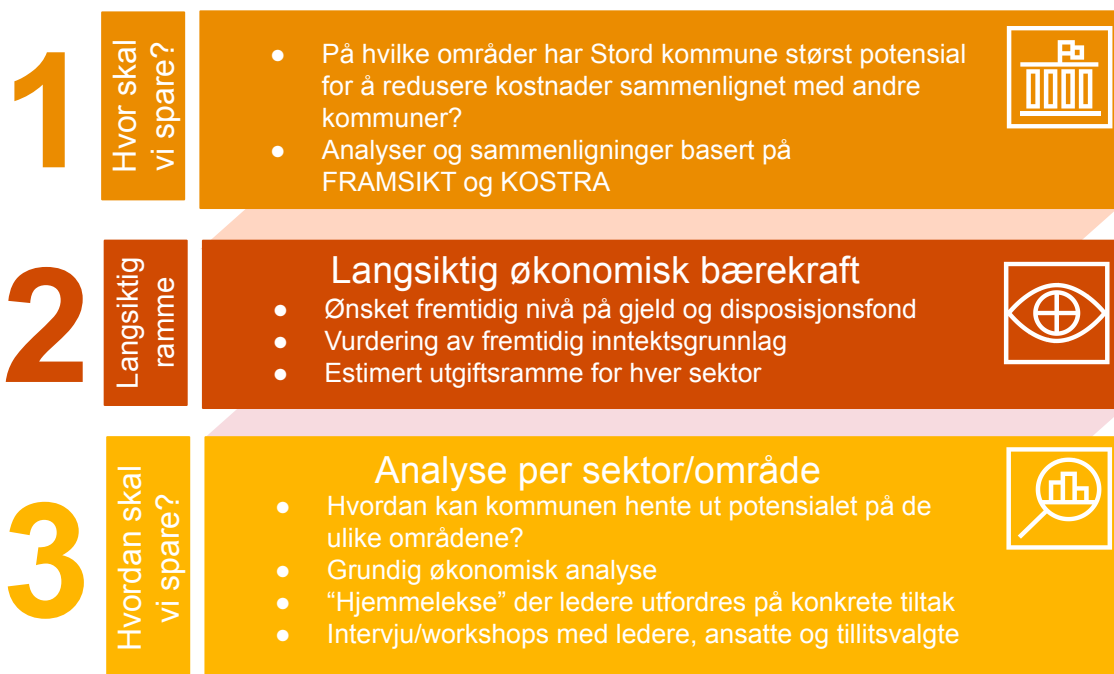 1
Hvor skal
vi spare?
● På hvilke områder har Stord kommune størst potensial
for å redusere kostnader sammenlignet med andre
kommuner?
● Analyser og sammenligninger basert på
FRAMSIKT og KOSTRA
2
Langsiktig
ramme
Langsiktig økonomisk bærekraft
● Ønsket fremtidig nivå på gjeld og disposisjonsfond
● Vurdering av fremtidig inntektsgrunnlag
● Estimert utgiftsramme for hver sektor
3
Hvordan skal
vi spare?
Analyse per sektor/område
● Hvordan kan kommunen hente ut potensialet på de
ulike områdene?
● Grundig økonomisk analyse
● “Hjemmelekse” der ledere utfordres på konkrete tiltak
● Intervju/workshops med ledere, ansatte og tillitsvalgte